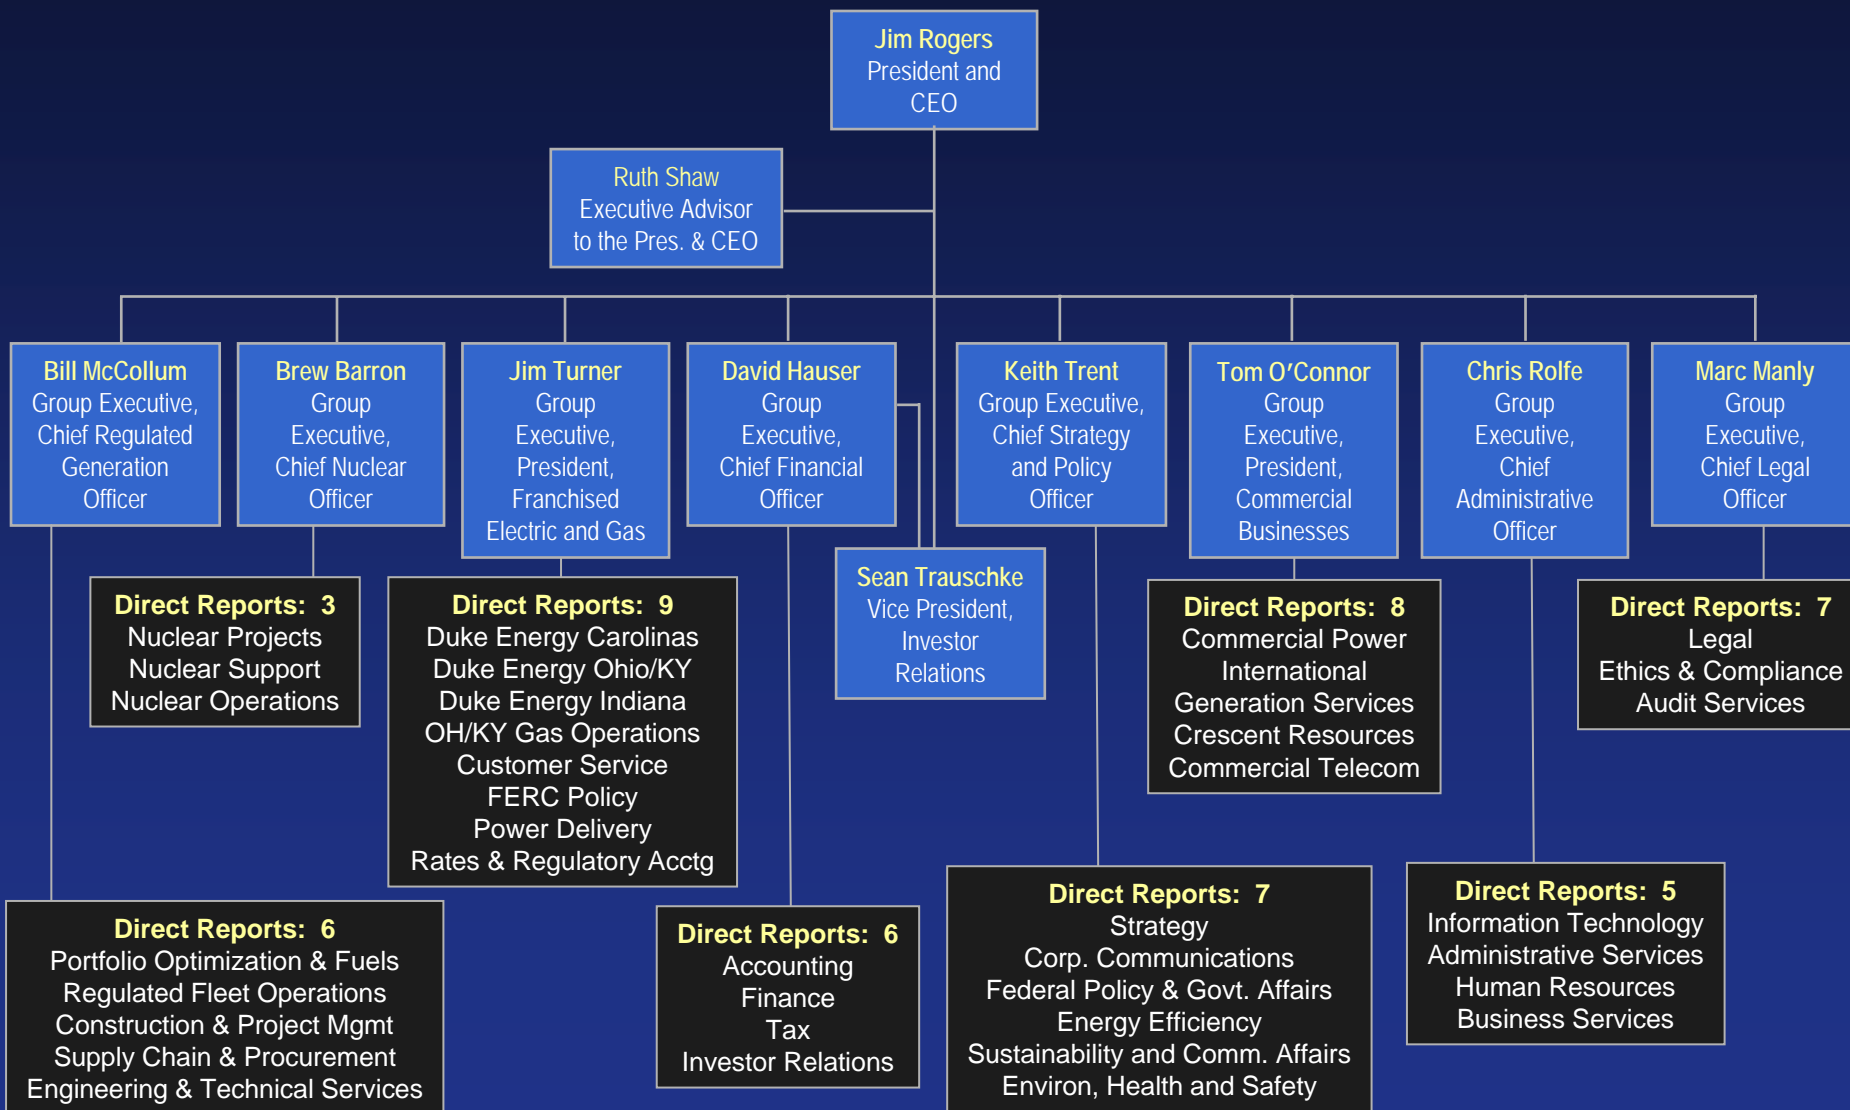 Jim Rogers
President and
CEO
Ruth Shaw
Executive Advisor
to the Pres. & CEO
Bill McCollum
Group Executive,
Chief Regulated
Generation
Officer
Brew Barron
Group
Executive,
Chief Nuclear
Officer
Jim Turner
Group
Executive,
President,
Franchised
Electric and Gas
David Hauser
Group
Executive,
Chief Financial
Officer
Keith Trent
Group Executive,
Chief Strategy
and Policy
Officer
Tom O’Connor
Group
Executive,
President,
Commercial
Businesses
Chris Rolfe
Group
Executive,
Chief
Administrative
Officer
Marc Manly
Group
Executive,
Chief Legal
Officer
Sean Trauschke
Vice President,
Investor
Relations
Direct Reports: 3
Nuclear Projects
Nuclear Support
Nuclear Operations
Direct Reports: 9
Duke Energy Carolinas
Duke Energy Ohio/KY
Duke Energy Indiana
OH/KY Gas Operations
Customer Service
FERC Policy
Power Delivery
Rates & Regulatory Acctg
Direct Reports: 8
Commercial Power
International
Generation Services
Crescent Resources
Commercial Telecom
Direct Reports: 7
Legal
Ethics & Compliance
Audit Services
Direct Reports: 6
Portfolio Optimization & Fuels
Regulated Fleet Operations
Construction & Project Mgmt
Supply Chain & Procurement
Engineering & Technical Services
Direct Reports: 6
Accounting
Finance
Tax
Investor Relations
Direct Reports: 7
Strategy
Corp. Communications
Federal Policy & Govt. Affairs
Energy Efficiency
Sustainability and Comm. Affairs
Environ, Health and Safety
Direct Reports: 5
Information Technology
Administrative Services
Human Resources
Business Services